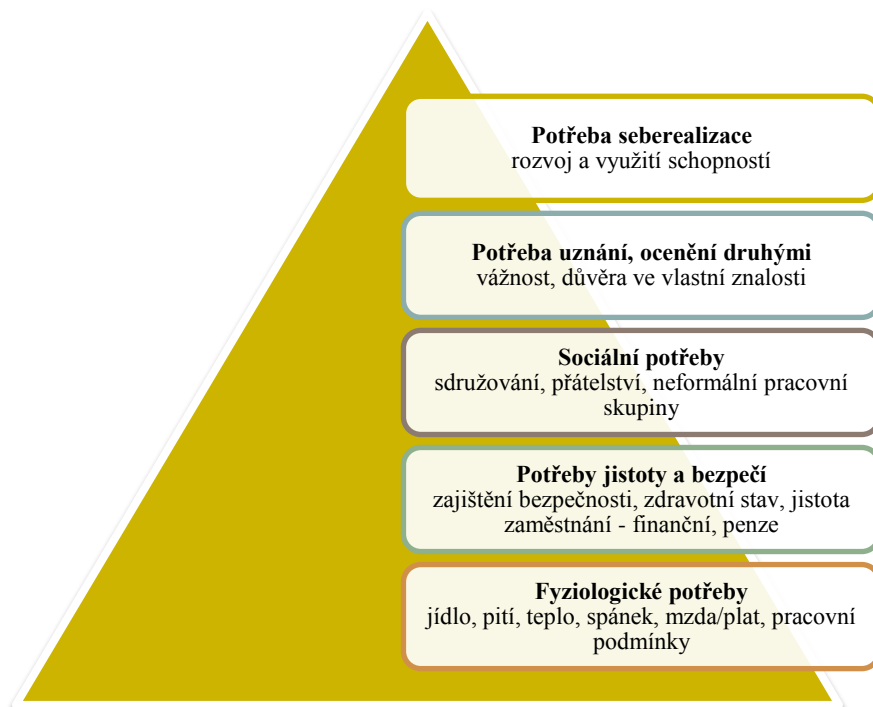 Potřeba seberealizace
rozvoj a využití schopností
Potřeba uznání, ocenění druhými
vážnost, důvěra ve vlastní znalosti
Sociální potřeby
sdružování, přátelství, neformální pracovní
skupiny
Potřeby jistoty a bezpečí
zajištění bezpečnosti, zdravotní stav, jistota
zaměstnání - finanční, penze
Fyziologické potřeby
jídlo, pití, teplo, spánek, mzda/plat, pracovní
podmínky